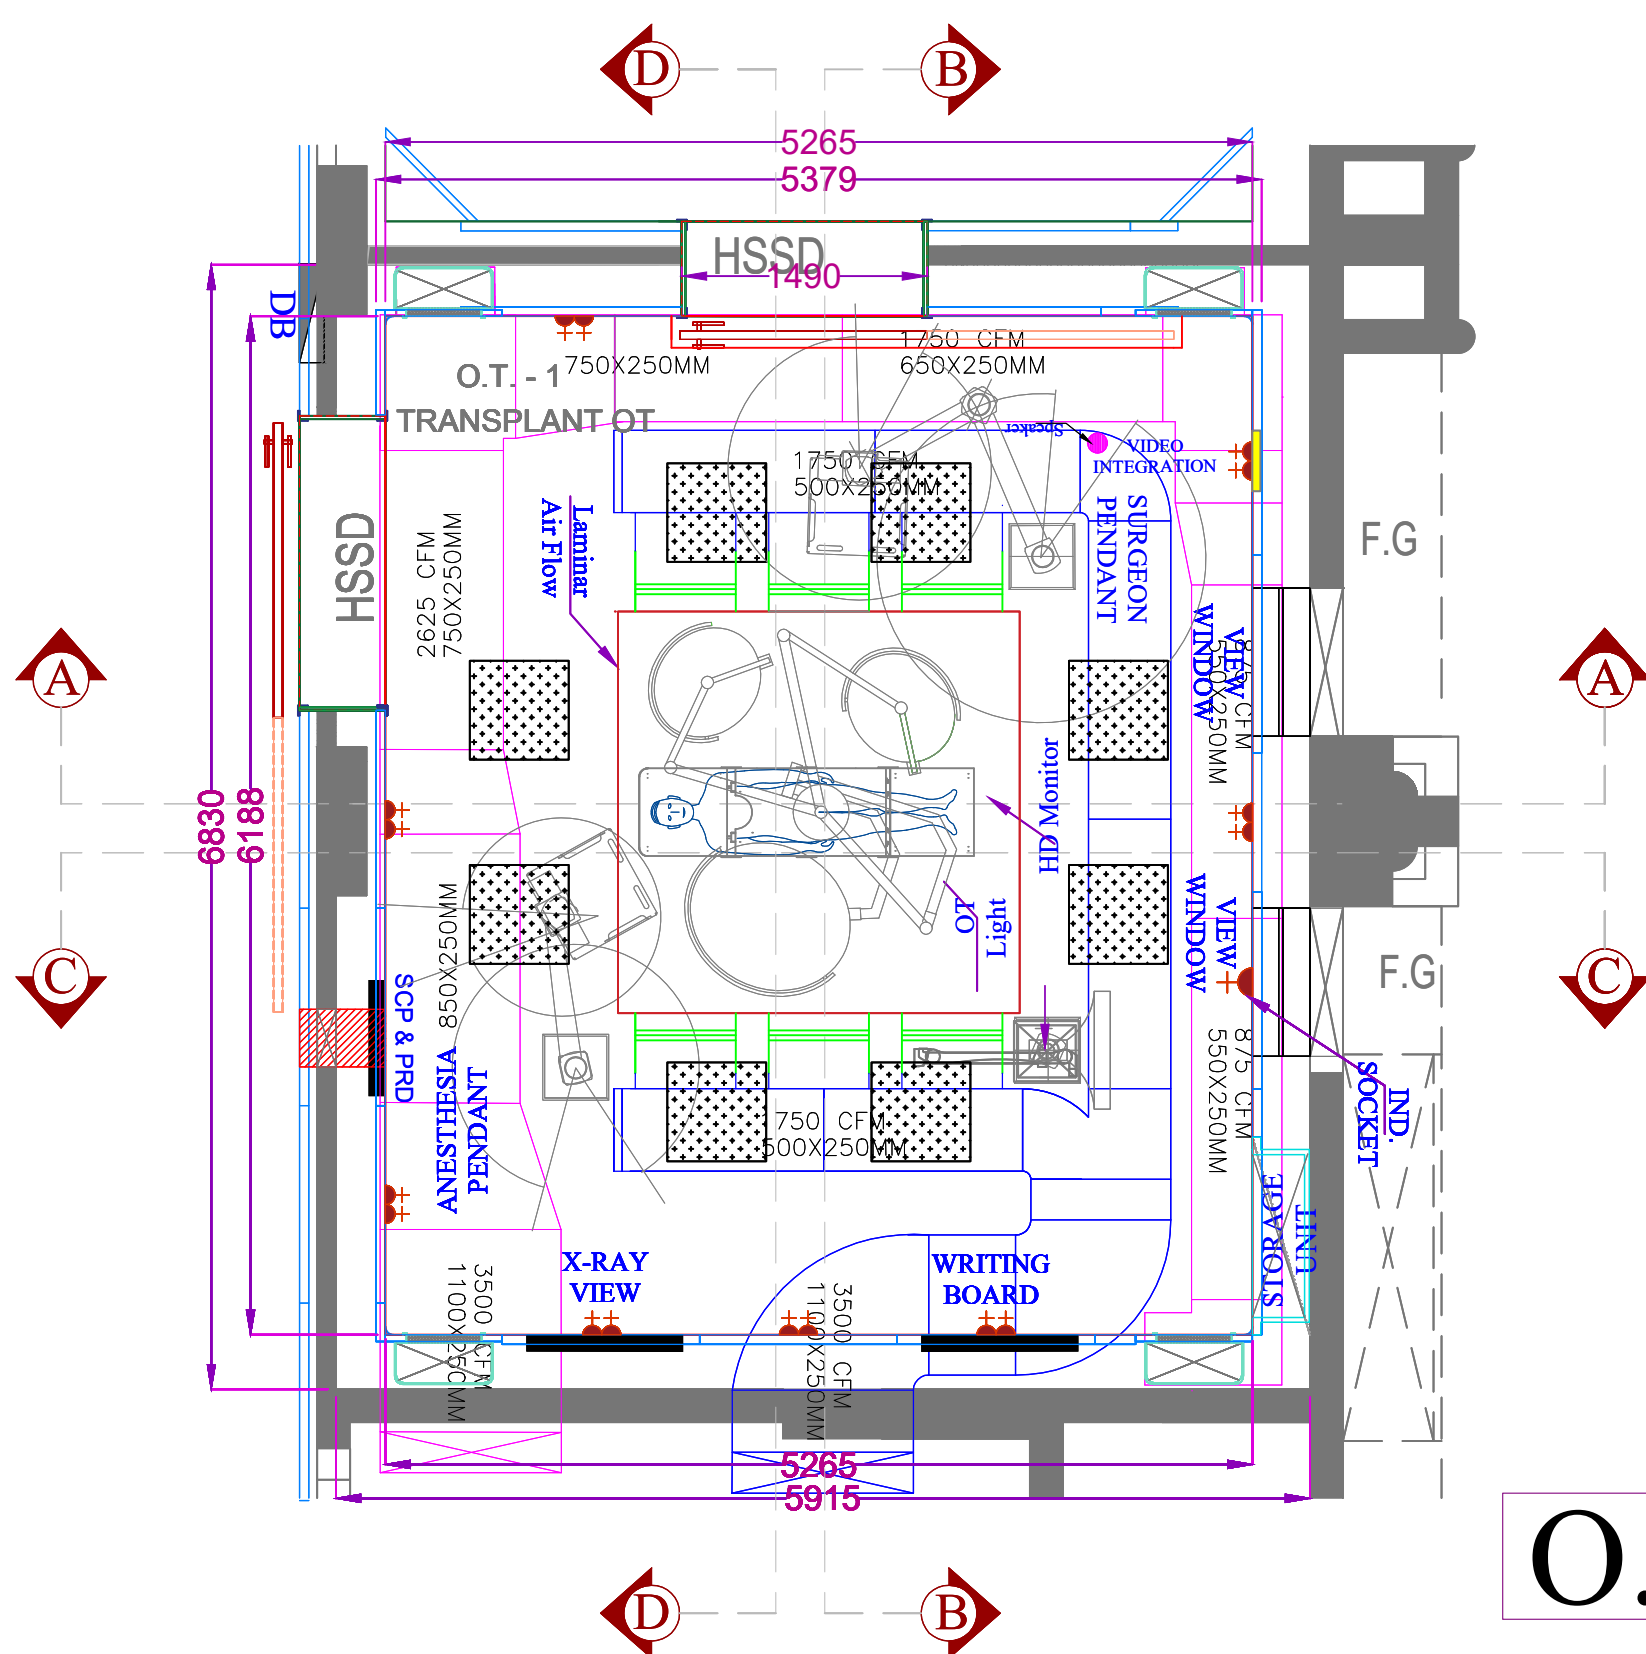 D
B
5265
5379
HSSD
1490
DB
1750 CFM
650X250MM
750X250MM
O.T. - 1
TRANSPLANT OT
Speaker
VIDEO
INTEGRATION
1750 CFM
500X250MM
Laminar
Air Flow
SURGEON
PENDANT
HSSD
2625 CFM
750X250MM
F.G
VIEW
WINDOW
875 CFM
550X250MM
A
A
6830
6188
HD Monitor
OT
Light
VIEW
WINDOW
850X250MM
C
C
F.G
SCP & PRD
ANESTHESIA
PENDANT
875 CFM
550X250MM
IND.
SOCKET
750 CFM
500X250MM
STORAGE
UNIT
X-RAY
VIEW
WRITING
BOARD
3500 CFM
1100X250MM
3500 CFM
1100X250MM
5265
5915
O.
D
B